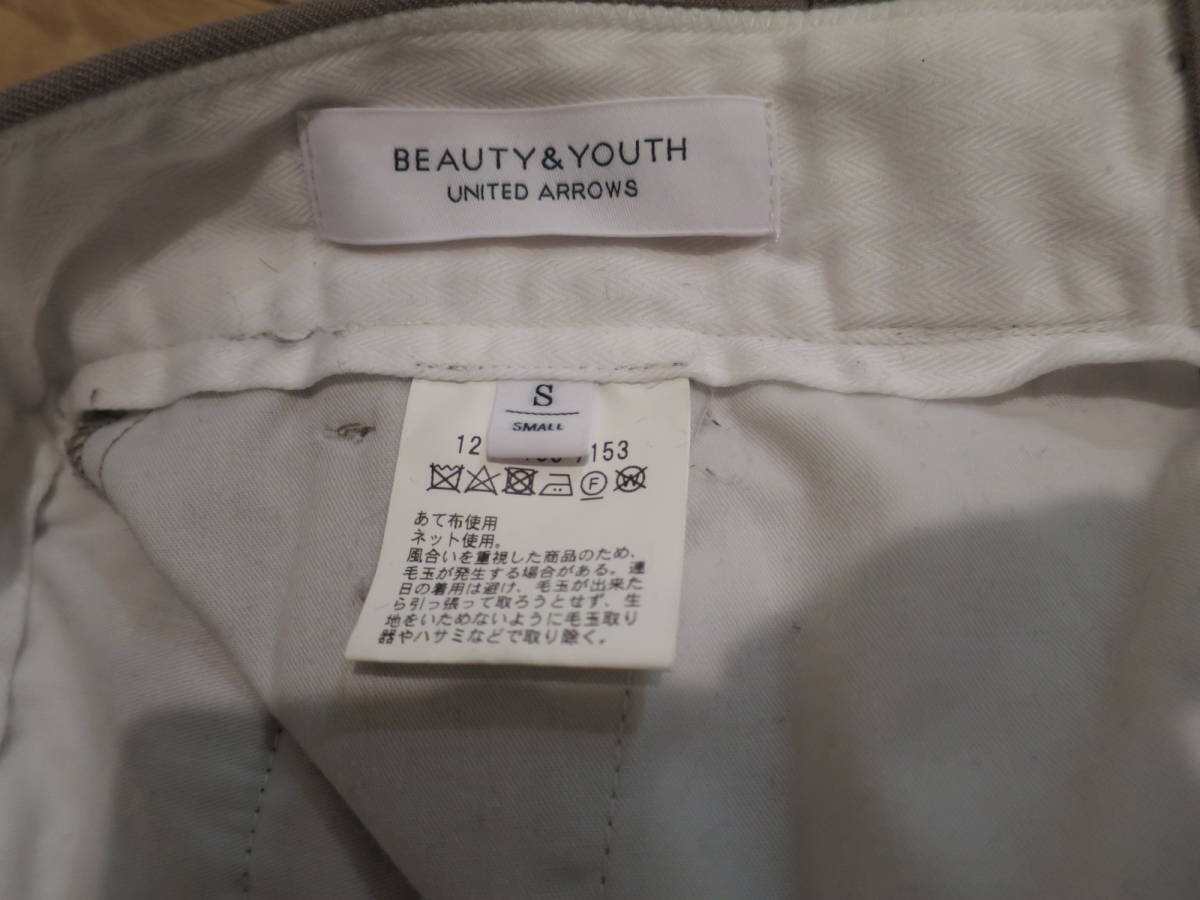 BEAUTY&YOUTH
UNITED ARROWS
S
SMALL
12 153
F W
あて布使用
ネット使用。
風合いを重視した商品のため、
毛玉が発生する場合がある。連
日の着用は避け、毛玉が出来た
ら引っ張って取ろうとせず、生
地をいためないように毛玉取り
器やハサミなどで取り除く。